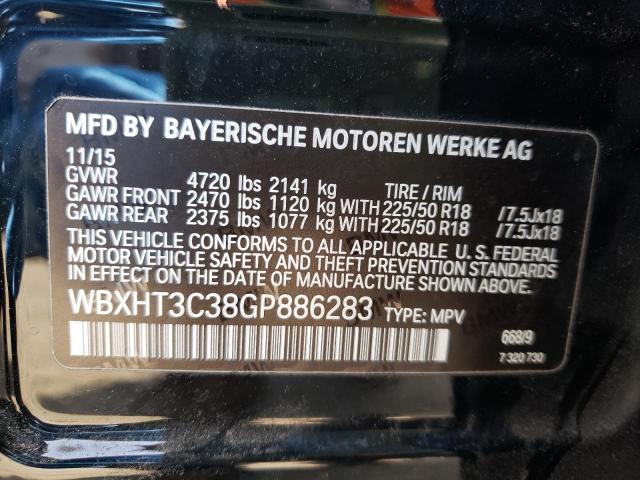 MFD BY BAYERISCHE MOTOREN WERKE AG
11/15
GVWR 4720 lbs 2141 kg TIRE / RIM
GAWR FRONT 2470 lbs 1120 kg WITH 225/50 R18 /7.5Jx18
GAWR REAR 2375 lbs 1077 kg WITH 225/50 R18 /7.5Jx18
THIS VEHICLE CONFORMS TO ALL APPLICABLE U. S. FEDERAL
MOTOR VEHICLE SAFETY AND THEFT PREVENTION STANDARDS
IN EFFECT ON THE DATE OF MANUFACTURE SHOWN ABOVE.
WBXHT3C38GP886283 TYPE: MPV
668/9
7 320 730